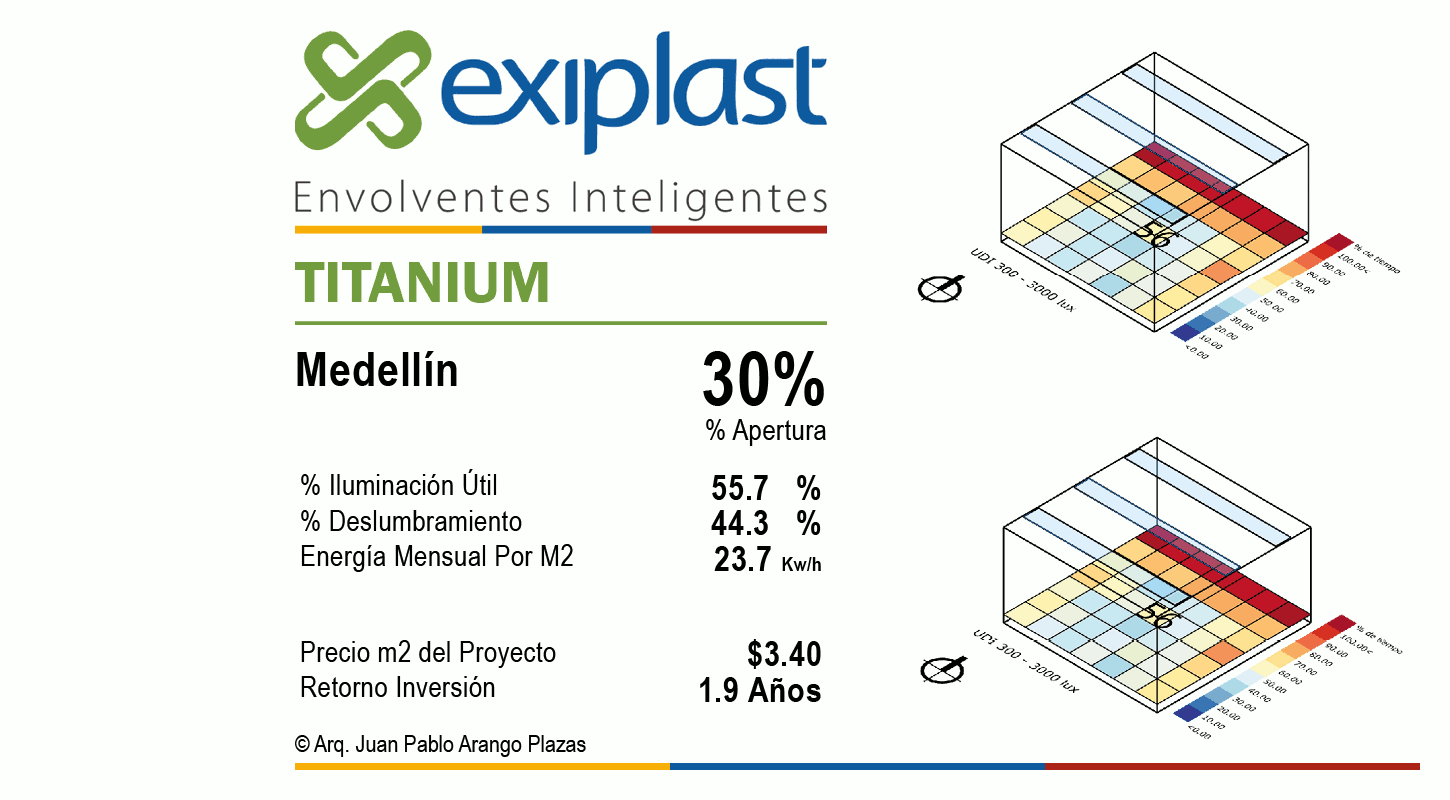 exiplast
Envolventes Inteligentes
TITANIUM
Medellín 30%
% Apertura
% Iluminación Útil 55.7 %
% Deslumbramiento 44.3 %
Energía Mensual Por M2 23.7 Kw/h
Precio m2 del Proyecto $3.40
Retorno Inversión 1.9 Años
© Arq. Juan Pablo Arango Plazas
56
UDI 300 - 3000 lux
% de tiempo
100.00<
90.00
80.00
70.00
60.00
50.00
40.00
30.00
20.00
10.00
<0.00
56
UDI 300 - 3000 lux
% de tiempo
100.00<
90.00
80.00
70.00
60.00
50.00
40.00
30.00
20.00
10.00
<0.00